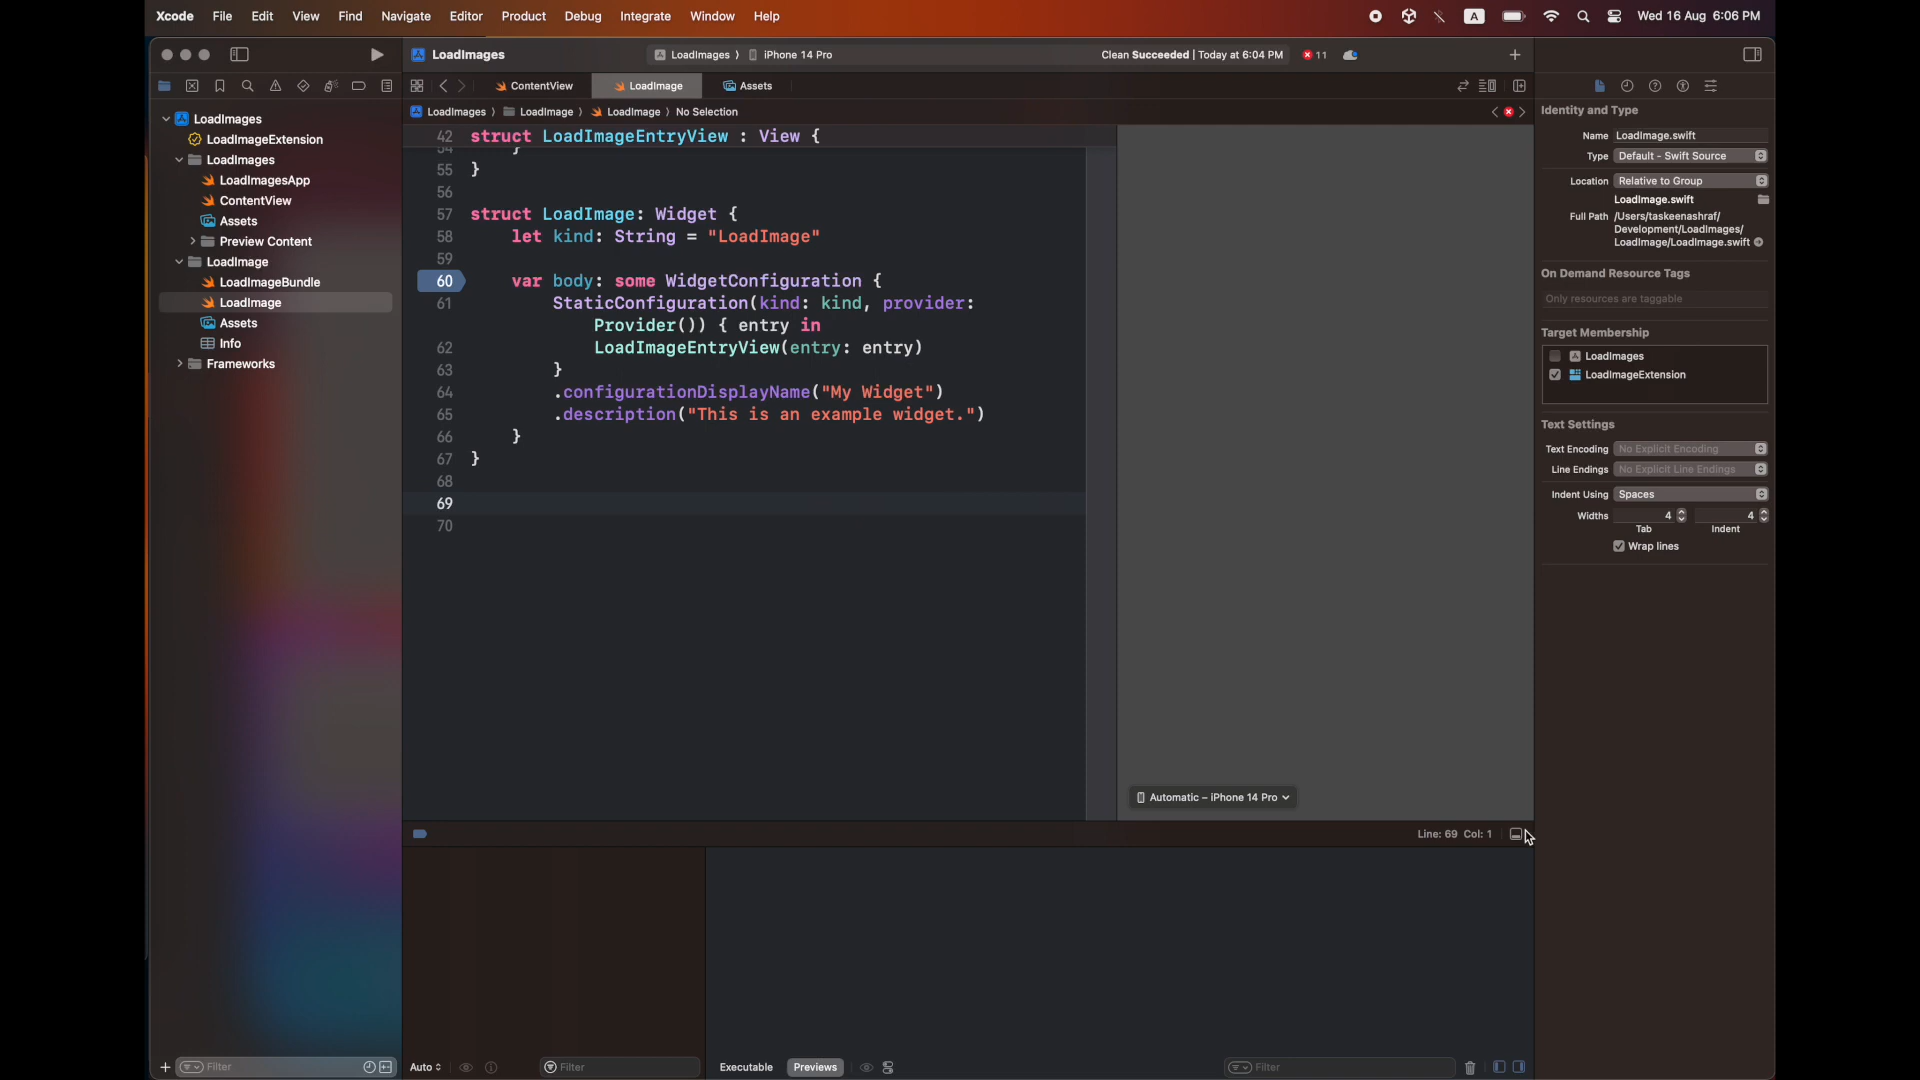 Xcode File Edit View Find Navigate Editor Product Debug Integrate Window Help A Wed 16 Aug 6:06 PM
LoadImages LoadImages 〉 iPhone 14 Pro Clean Succeeded | Today at 6:04 PM 11
ContentView LoadImage Assets
LoadImages 〉 LoadImage 〉 LoadImage 〉 No Selection
LoadImages
LoadImageExtension
LoadImages
LoadImagesApp
ContentView
Assets
Preview Content
LoadImage
LoadImageBundle
LoadImage
Assets
Info
Frameworks
Filter
42 struct LoadImageEntryView : View {
54 }
55 }
56
57 struct LoadImage: Widget {
58 let kind: String = "LoadImage"
59
60 var body: some WidgetConfiguration {
61 StaticConfiguration(kind: kind, provider:
Provider()) { entry in
62 LoadImageEntryView(entry: entry)
63 }
64 .configurationDisplayName("My Widget")
65 .description("This is an example widget.")
66 }
67 }
68
69
70
Automatic – iPhone 14 Pro
Line: 69 Col: 1
Auto Filter
Executable Previews Filter
Identity and Type
Name LoadImage.swift
Type Default - Swift Source
Location Relative to Group
LoadImage.swift
Full Path /Users/taskeenashraf/
Development/LoadImages/
LoadImage/LoadImage.swift
On Demand Resource Tags
Only resources are taggable
Target Membership
LoadImages
LoadImageExtension
Text Settings
Text Encoding No Explicit Encoding
Line Endings No Explicit Line Endings
Indent Using Spaces
Widths 4 4
Tab Indent
Wrap lines